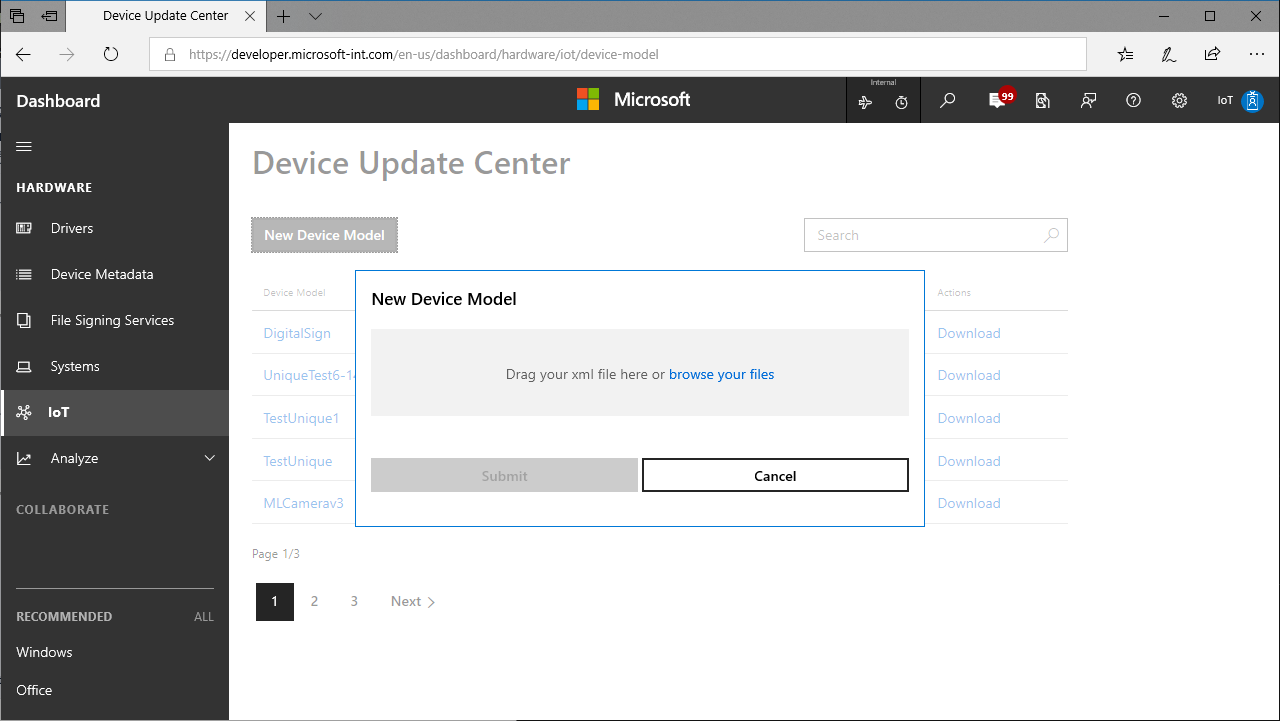 Device Update Center
https://developer.microsoft-int.com/en-us/dashboard/hardware/iot/device-model
Dashboard
Microsoft
Internal
99
IoT
HARDWARE
Drivers
Device Metadata
File Signing Services
Systems
IoT
Analyze
COLLABORATE
RECOMMENDED ALL
Windows
Office
Device Update Center
New Device Model
Search
Device Model Actions
DigitalSign Download
UniqueTest6-14 Download
TestUnique1 Download
TestUnique Download
MLCamerav3 Download
New Device Model
Drag your xml file here or browse your files
Submit Cancel
Page 1/3
1 2 3 Next